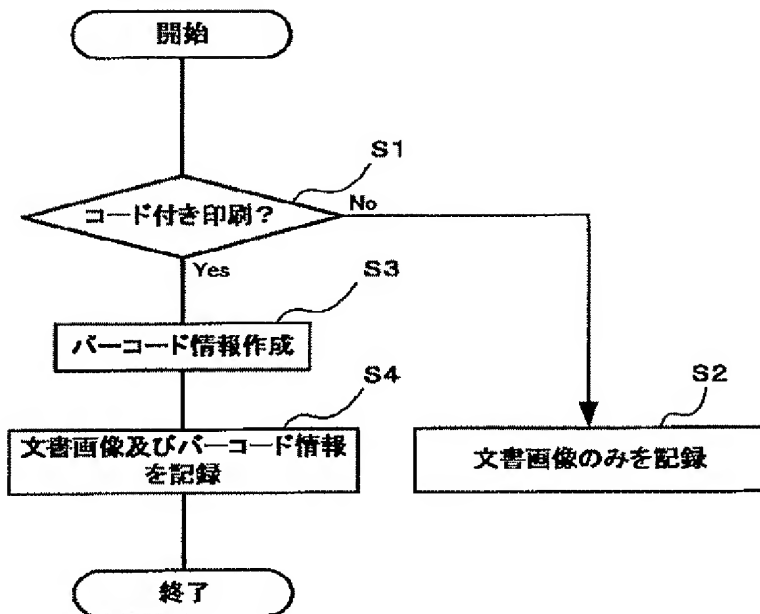 開始
S1
コード付き印刷？
No
Yes
S3
バーコード情報作成
S4
文書画像及びバーコード情報
を記録
S2
文書画像のみを記録
終了